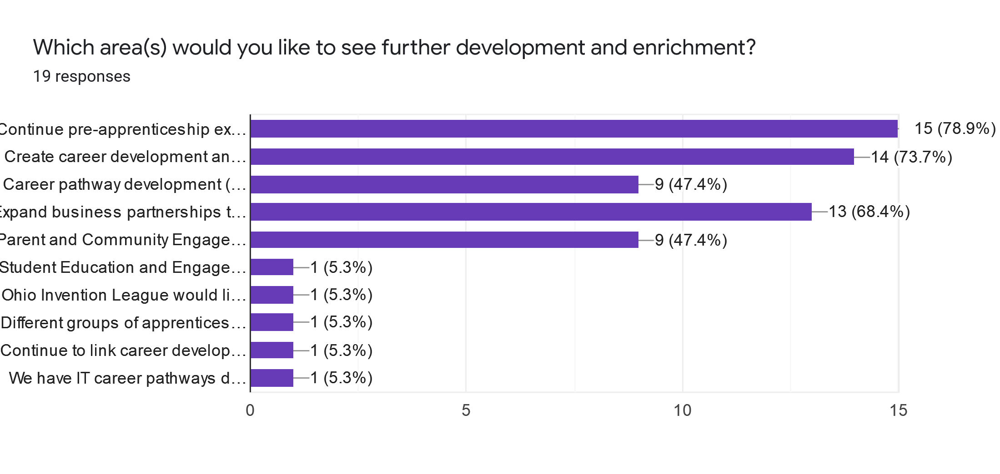 Which area(s) would you like to see further development and enrichment?
19 responses
Continue pre-apprenticeship ex…
15 (78.9%)
Create career development an…
14 (73.7%)
Career pathway development (…
9 (47.4%)
Expand business partnerships t…
13 (68.4%)
Parent and Community Engage…
9 (47.4%)
Student Education and Engage…
1 (5.3%)
Ohio Invention League would li…
1 (5.3%)
Different groups of apprentices…
1 (5.3%)
Continue to link career develop…
1 (5.3%)
We have IT career pathways d…
1 (5.3%)
0 5 10 15